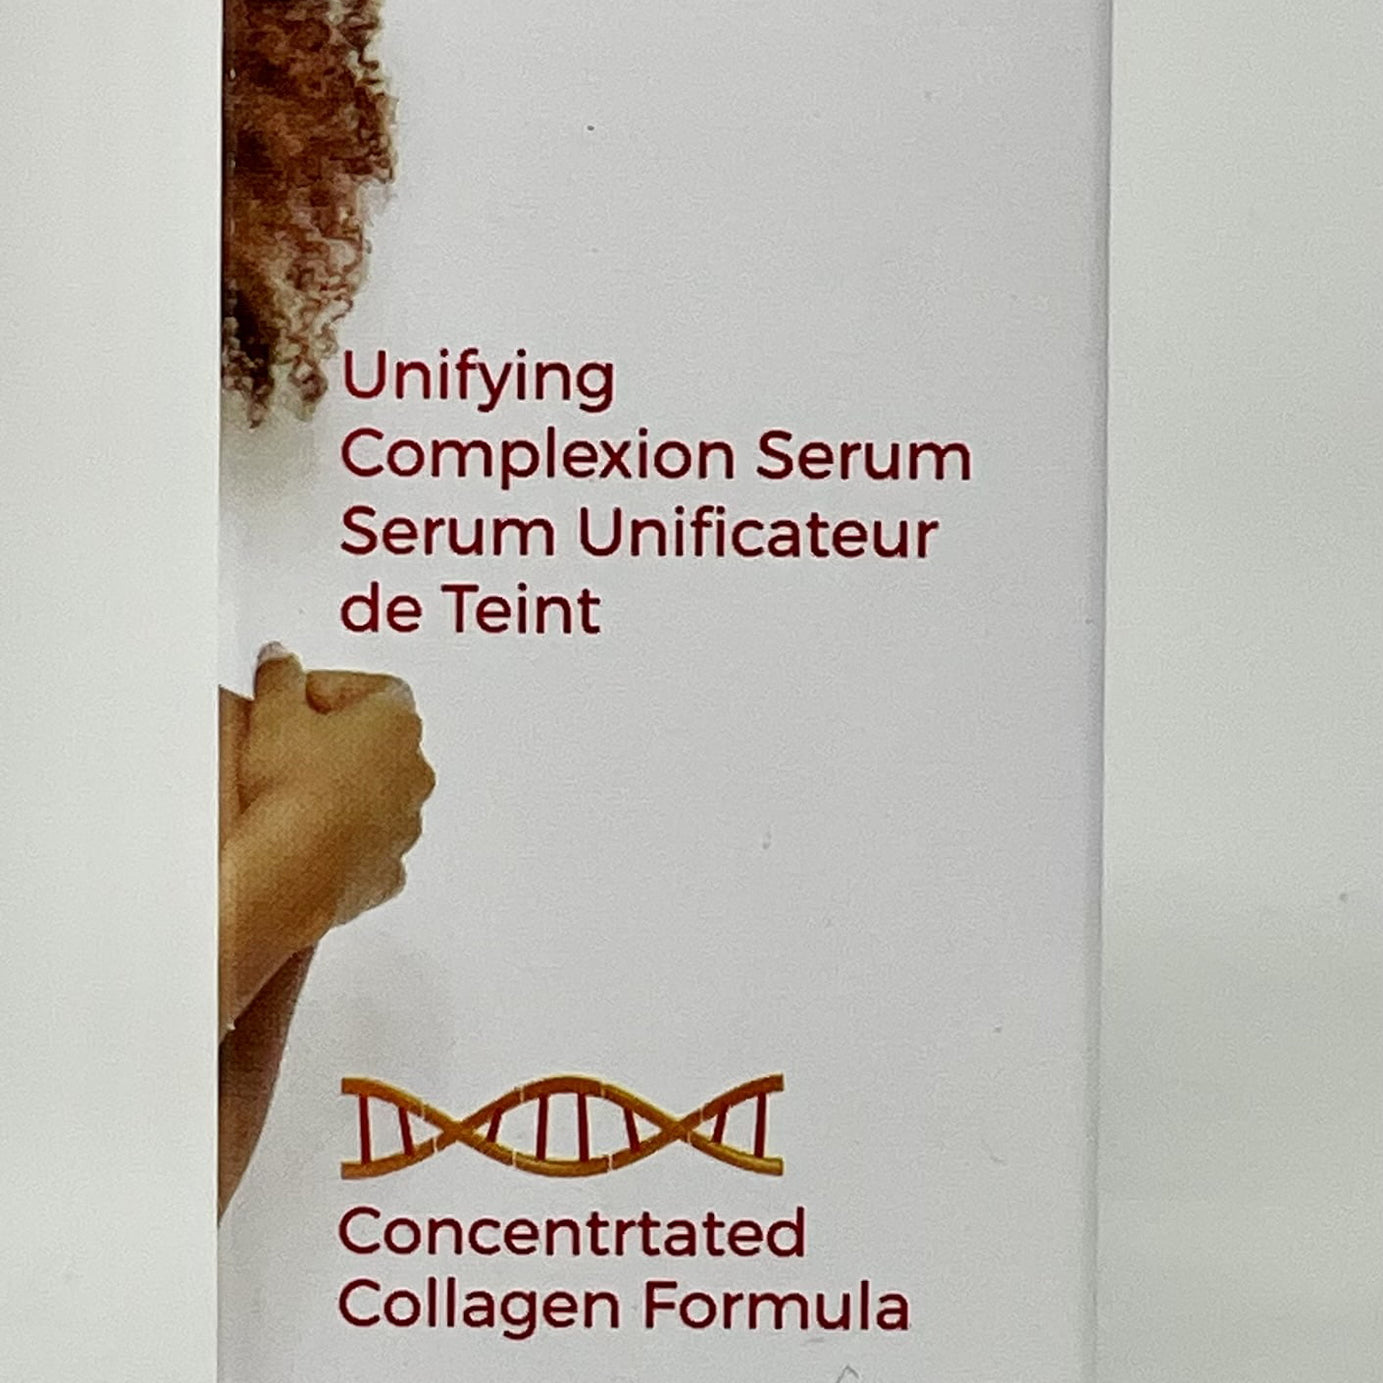 Unifying
Complexion Serum
Serum Unificateur
de Teint
Concentrtated
Collagen Formula